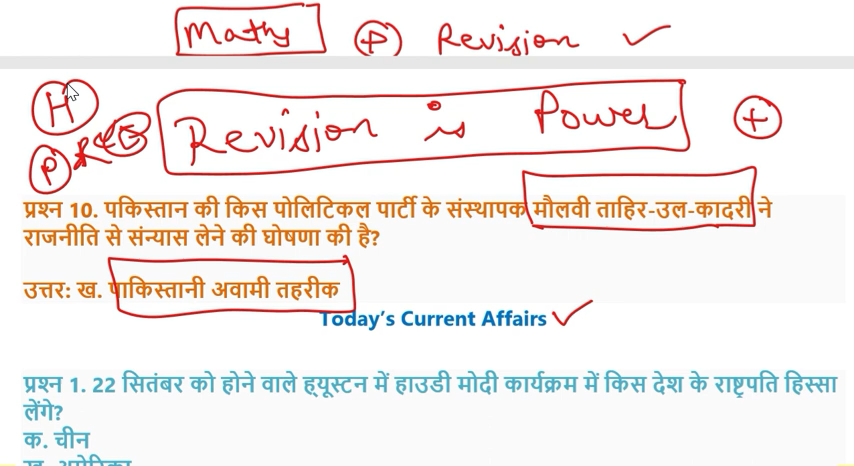 Maths P Revision
H
Revision is Power +
P
प्रश्न 10. पकिस्तान की किस पोलिटिकल पार्टी के संस्थापक मौलवी ताहिर-उल-कादरी ने
राजनीति से संन्यास लेने की घोषणा की है?
उत्तर: ख. पाकिस्तानी अवामी तहरीक
Today's Current Affairs
प्रश्न 1. 22 सितंबर को होने वाले ह्यूस्टन में हाउडी मोदी कार्यक्रम में किस देश के राष्ट्रपति हिस्सा
लेंगे?
क. चीन
ख. अमेरिका